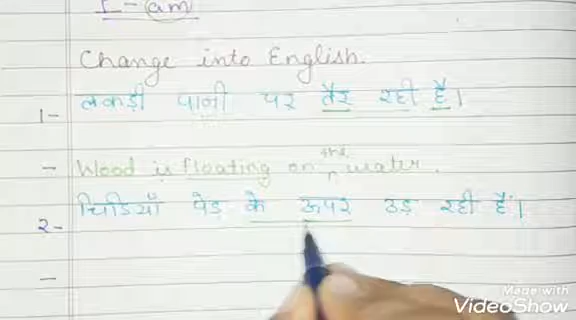 I - am
Change into English.
1- लकड़ी पानी पर तैर रही है।
- Wood is floating on the water.
2- चिडियाँ पेड़ के ऊपर उड़ रही हैं।
-
Made with
VideoShow